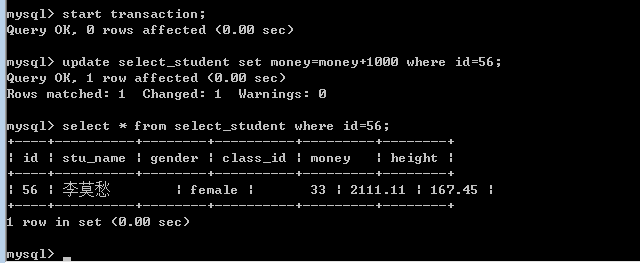 mysql> start transaction;
Query OK, 0 rows affected (0.00 sec)
mysql> update select_student set money=money+1000 where id=56;
Query OK, 1 row affected (0.00 sec)
Rows matched: 1  Changed: 1  Warnings: 0
mysql> select * from select_student where id=56;
+----+----------+--------+----------+---------+--------+
| id | stu_name | gender | class_id | money   | height |
+----+----------+--------+----------+---------+--------+
| 56 | 李莫愁        | female |       33 | 2111.11 | 167.45 |
+----+----------+--------+----------+---------+--------+
1 row in set (0.00 sec)
mysql> _